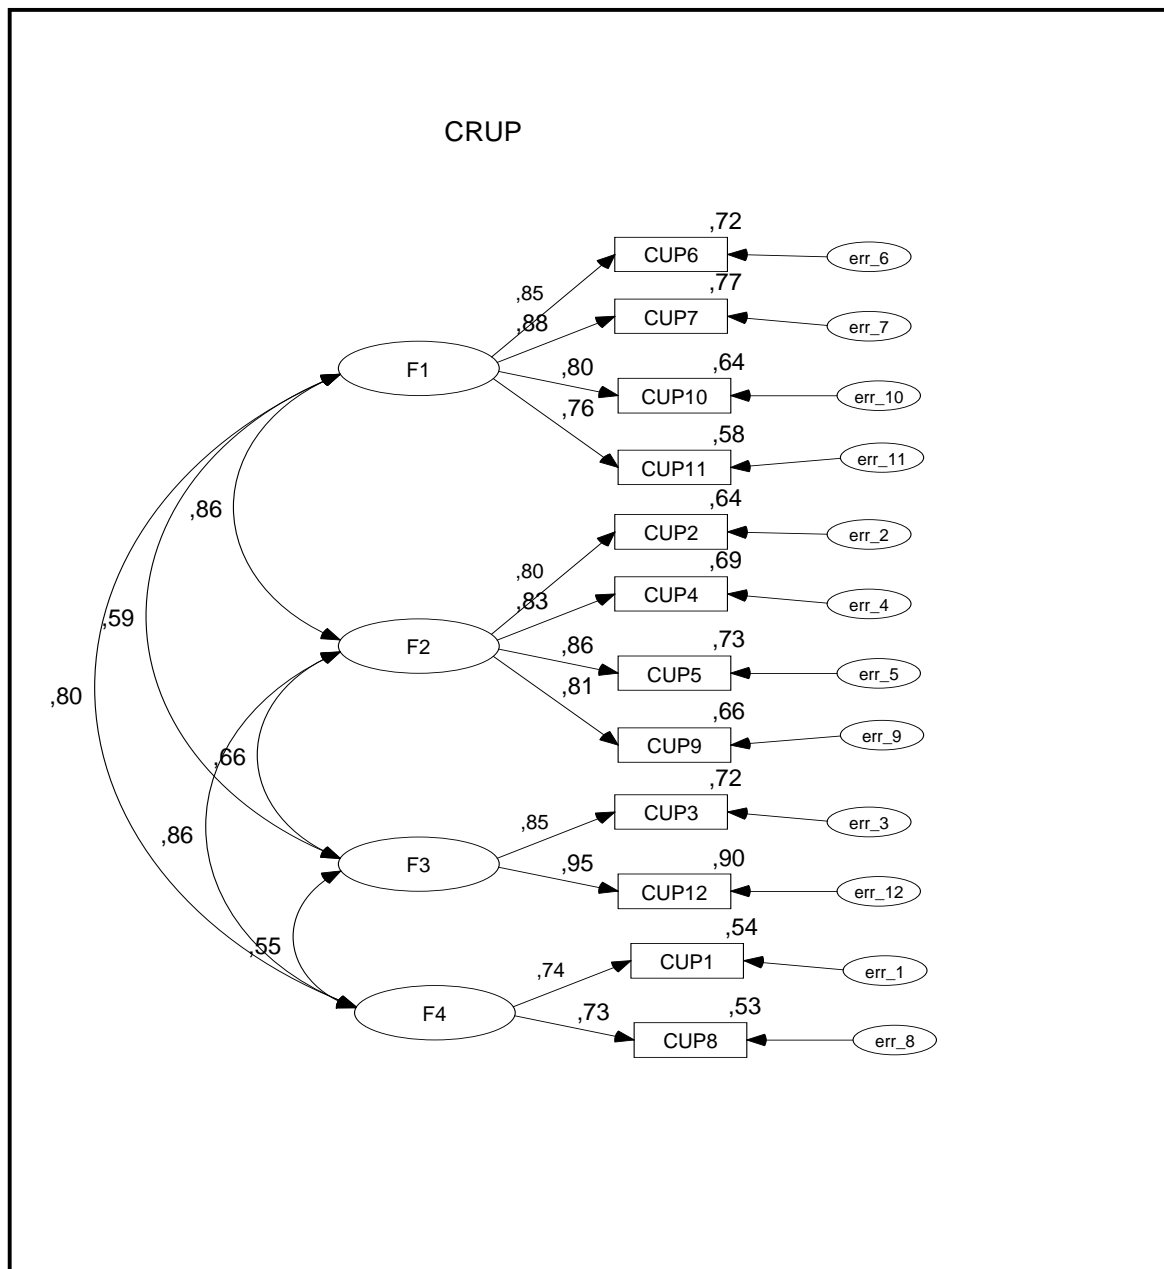 CRUP
,72
CUP6
err_6
,85
,77
CUP7
err_7
,88
F1
,64
,80
CUP10
err_10
,76
,58
CUP11
err_11
,86
,64
CUP2
err_2
,80
,69
CUP4
err_4
,83
,59
F2
,73
,86
CUP5
err_5
,81
,80
,66
CUP9
err_9
,66
,72
CUP3
err_3
,85
,86
F3
,90
,95
CUP12
err_12
,54
,55
CUP1
err_1
,74
F4
,53
,73
CUP8
err_8